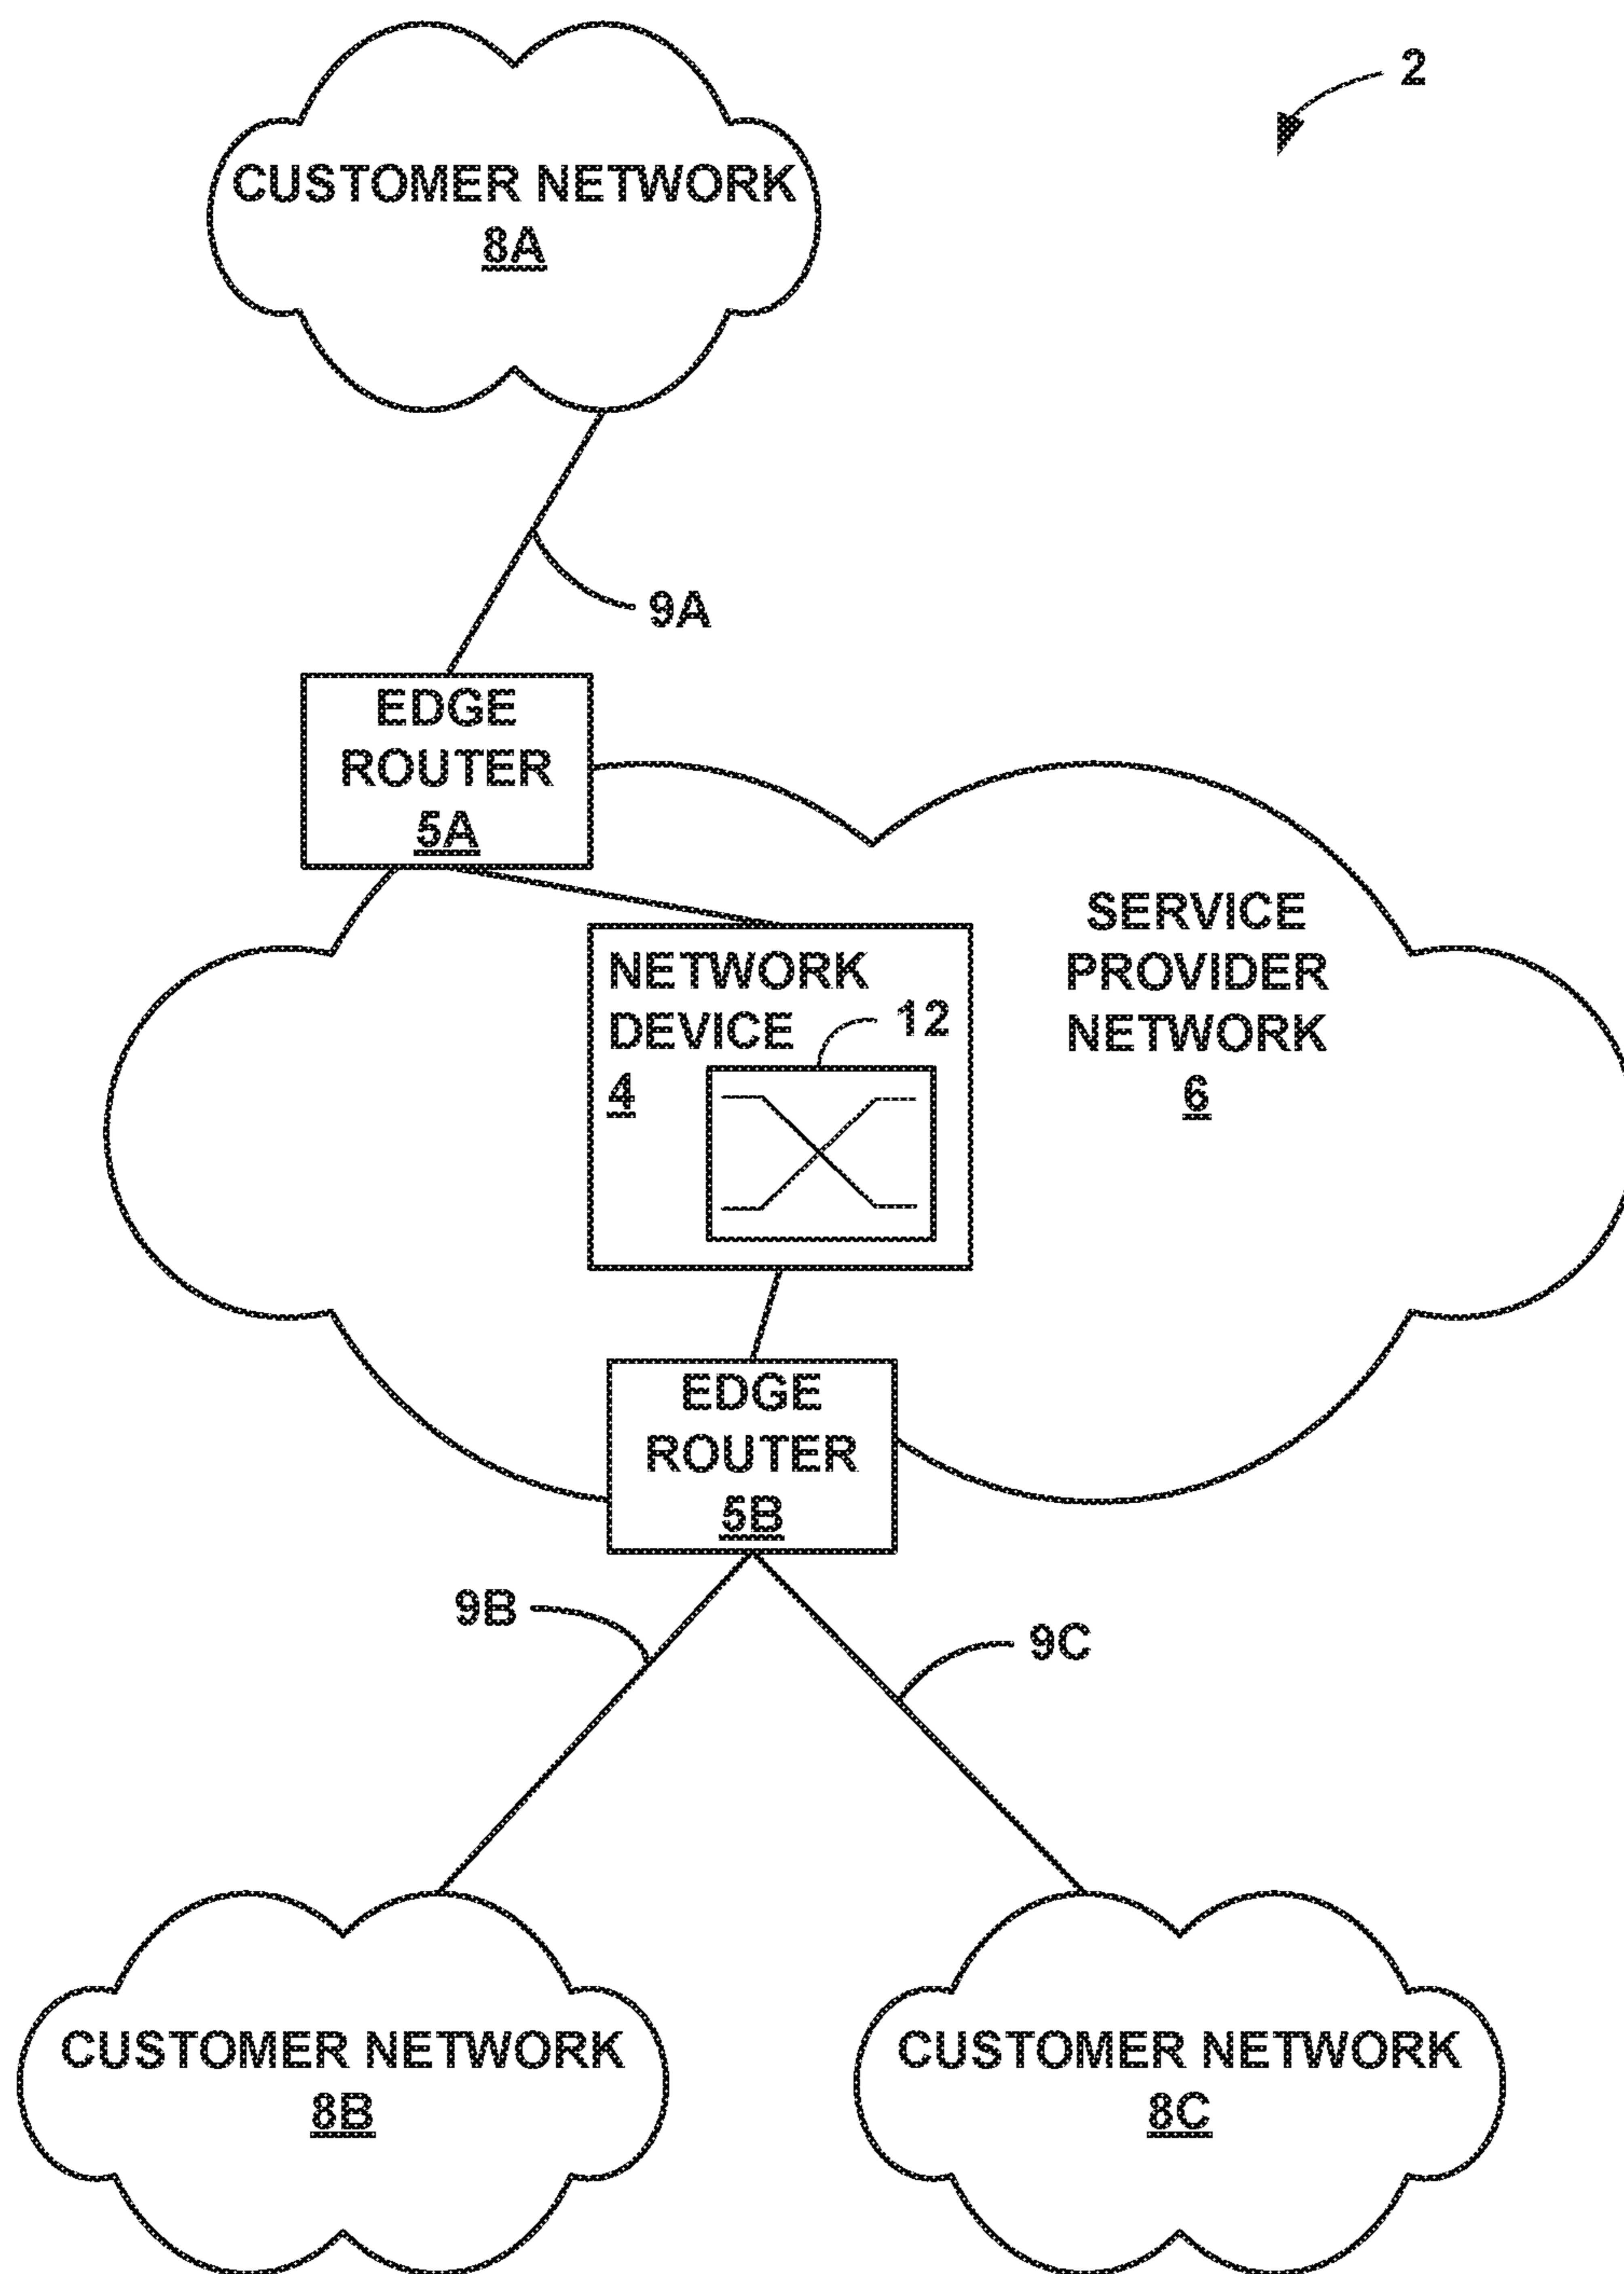 2
CUSTOMER NETWORK
8A
9A
EDGE
ROUTER
5A
SERVICE
PROVIDER
NETWORK
6
NETWORK
DEVICE
4
12
EDGE
ROUTER
5B
9B
9C
CUSTOMER NETWORK
8B
CUSTOMER NETWORK
8C